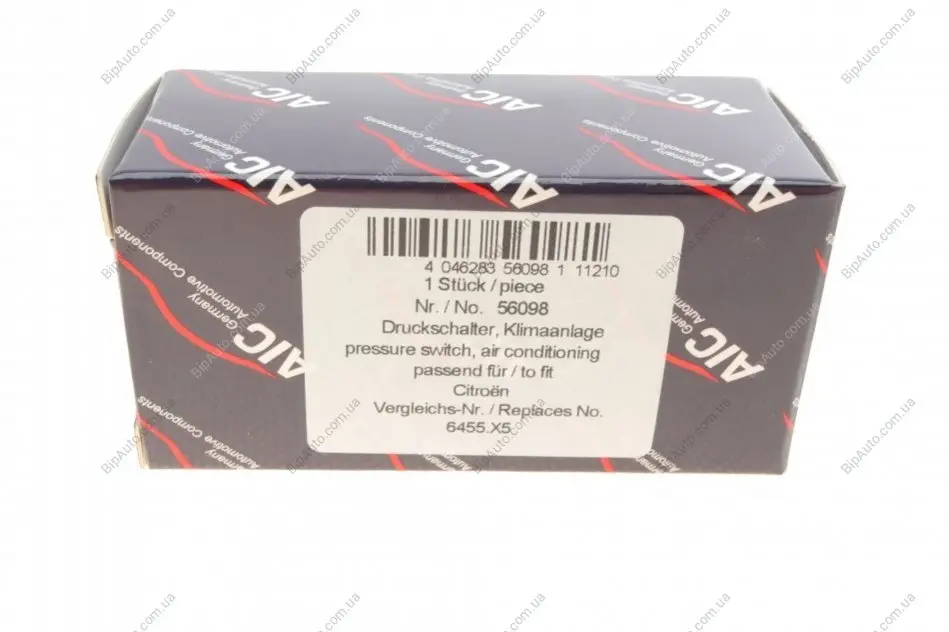 AIC
Germany
Automotive Components
4 046283 56098 1 11210
1 Stück / piece
Nr. / No. 56098
Druckschalter, Klimaanlage
pressure switch, air conditioning
passend für / to fit
Citroën
Vergleichs-Nr. / Replaces No.
6455.X5
BipAuto.com.ua